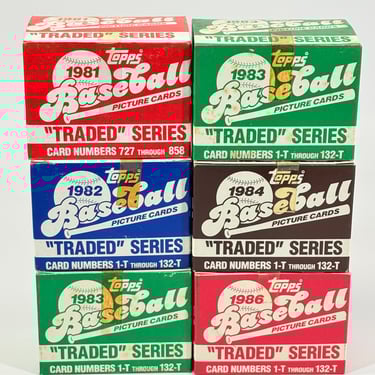 Topps
1981
Baseball
PICTURE CARDS
"TRADED" SERIES
CARD NUMBERS 727 THROUGH 858
Topps
1983
Baseball
PICTURE CARDS
"TRADED" SERIES
CARD NUMBERS 1-T THROUGH 132-T
Topps
1982
Baseball
PICTURE CARDS
"TRADED" SERIES
CARD NUMBERS 1-T THROUGH 132-T
Topps
1984
Baseball
PICTURE CARDS
"TRADED" SERIES
CARD NUMBERS 1-T THROUGH 132-T
Topps
1983
Baseball
PICTURE CARDS
"TRADED" SERIES
CARD NUMBERS 1-T THROUGH 132-T
Topps
1986
Baseball
PICTURE CARDS
"TRADED" SERIES
CARD NUMBERS 1-T THROUGH 132-T